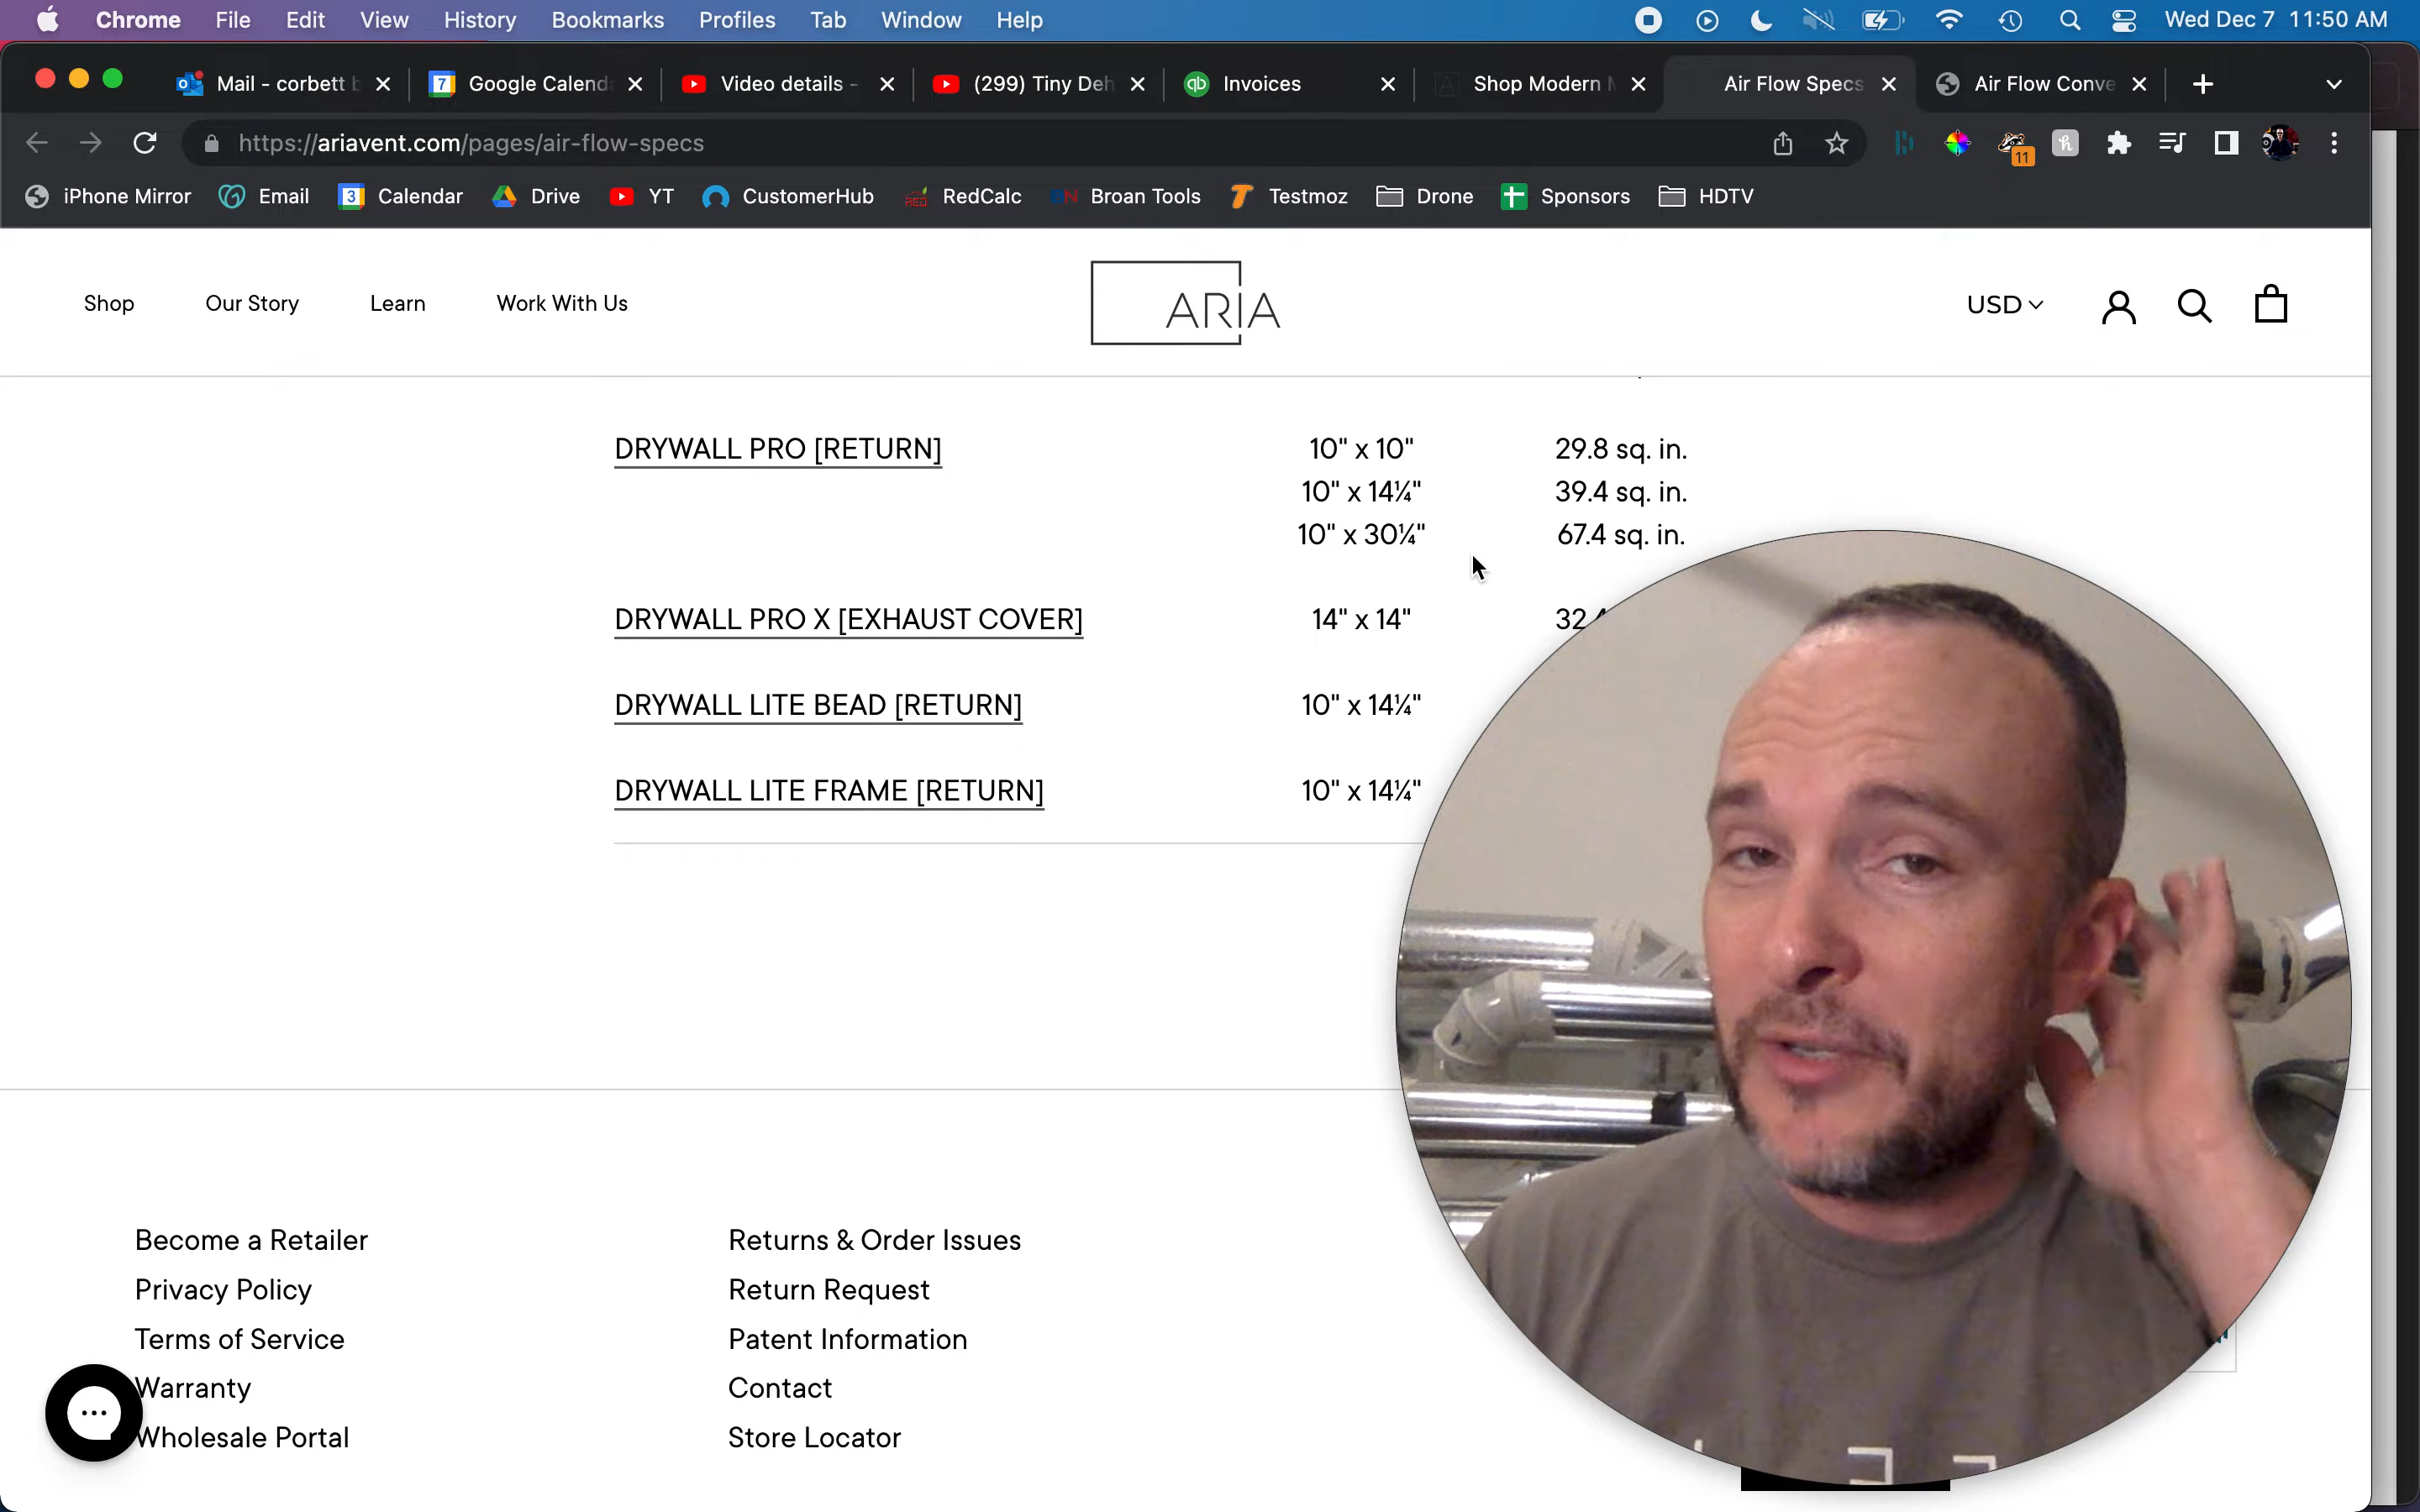 Chrome File Edit View History Bookmarks Profiles Tab Window Help Wed Dec 7 11:50 AM
Mail - corbett b Google Calend Video details - (299) Tiny Deh Invoices Shop Modern Air Flow Specs Air Flow Conve
https://ariavent.com/pages/air-flow-specs 11
iPhone Mirror Email 3 Calendar Drive YT CustomerHub RedCalc Broan Tools Testmoz Drone Sponsors HDTV
Shop Our Story Learn Work With Us ARIA USD
DRYWALL PRO [RETURN] 10" x 10" 29.8 sq. in.
10" x 14¼" 39.4 sq. in.
10" x 30¼" 67.4 sq. in.
DRYWALL PRO X [EXHAUST COVER] 14" x 14"
DRYWALL LITE BEAD [RETURN] 10" x 14¼"
DRYWALL LITE FRAME [RETURN] 10" x 14¼"
Become a Retailer Returns & Order Issues
Privacy Policy Return Request
Terms of Service Patent Information
Warranty Contact
Wholesale Portal Store Locator